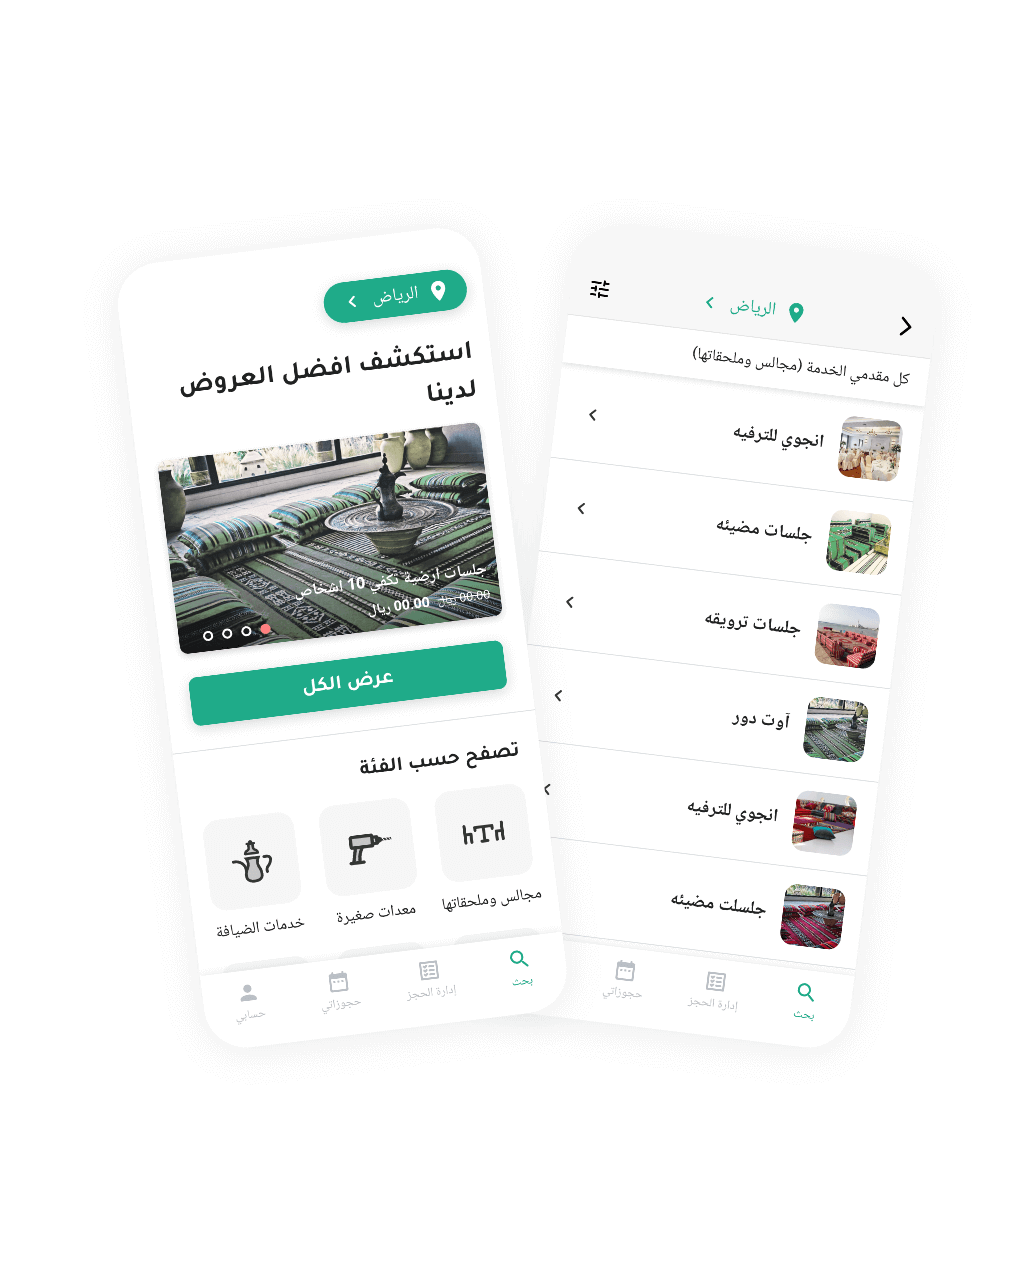 الرياض
استكشف افضل العروض
لدينا
جلسات ارضية تكفي 10 اشخاص
00.00 ريال 00.00 ريال
عرض الكل
تصفح حسب الفئة
مجالس وملحقاتها
معدات صغيرة
خدمات الضيافة
بحث
إدارة الحجز
حجوزاتي
حسابي
الرياض
كل مقدمي الخدمة (مجالس وملحقاتها)
انجوي للترفيه
جلسات مضيئه
جلسات ترويقه
آوت دور
انجوي للترفيه
جلسلت مضيئه
بحث
إدارة الحجز
حجوزاتي